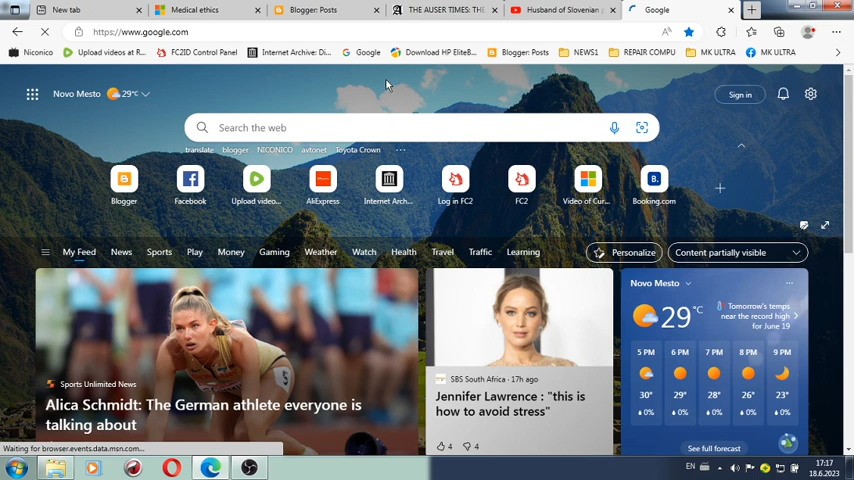 New tab
Medical ethics
Blogger: Posts
THE AUSER TIMES: THE
Husband of Slovenian p
Google
https://www.google.com
Niconico
Upload videos at R...
FC2ID Control Panel
Internet Archive: Di...
Google
Download HP EliteB...
Blogger: Posts
NEWS1
REPAIR COMPU
MK ULTRA
MK ULTRA
Novo Mesto
29°C
Sign in
Search the web
translate blogger NICONICO avtonet Toyota Crown ...
Blogger
Facebook
Upload video...
AliExpress
Internet Arch...
Log in FC2
FC2
Video of Cur...
Booking.com
My Feed News Sports Play Money Gaming Weather Watch Health Travel Traffic Learning
Personalize
Content partially visible
Sports Unlimited News
Alica Schmidt: The German athlete everyone is
talking about
SBS South Africa · 17h ago
Jennifer Lawrence : "this is
how to avoid stress"
4 4
Novo Mesto
29 °C
Tomorrow's temps
near the record high
for June 19
5 PM 6 PM 7 PM 8 PM 9 PM
30° 29° 28° 26° 23°
0% 0% 0% 0% 0%
See full forecast
Waiting for browser.events.data.msn.com...
EN
17:17
18.6.2023